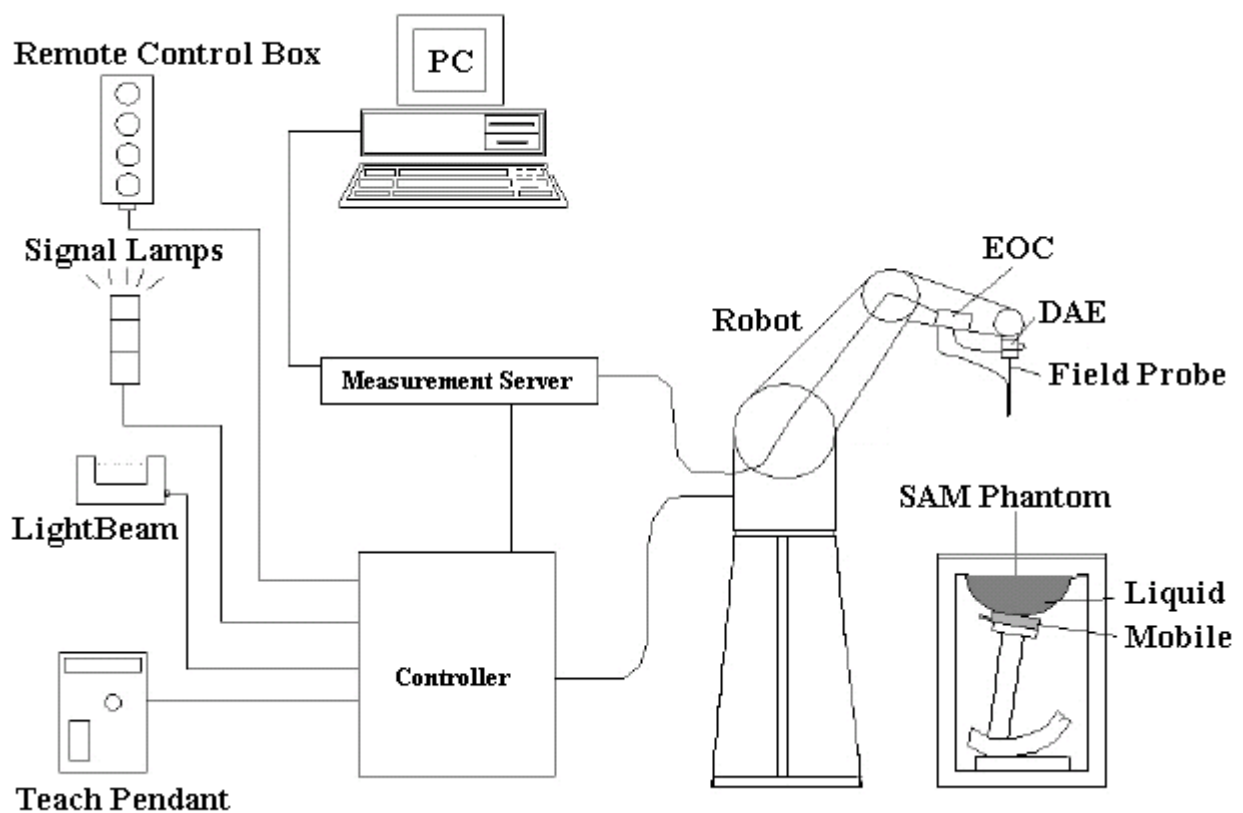 Remote Control Box
PC
Signal Lamps
EOC
Robot
DAE
Measurement Server
Field Probe
LightBeam
SAM Phantom
Liquid
Mobile
Controller
Teach Pendant